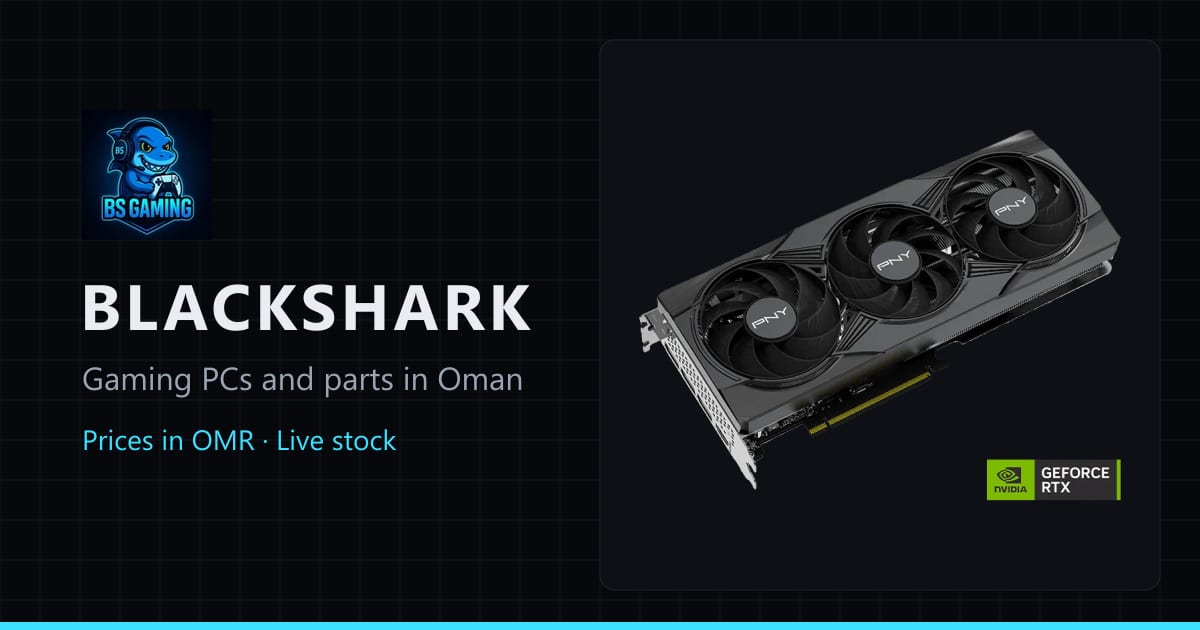 BS
BS GAMING
BLACKSHARK
Gaming PCs and parts in Oman
Prices in OMR · Live stock
PNY
PNY
PNY
NVIDIA
GEFORCE
RTX